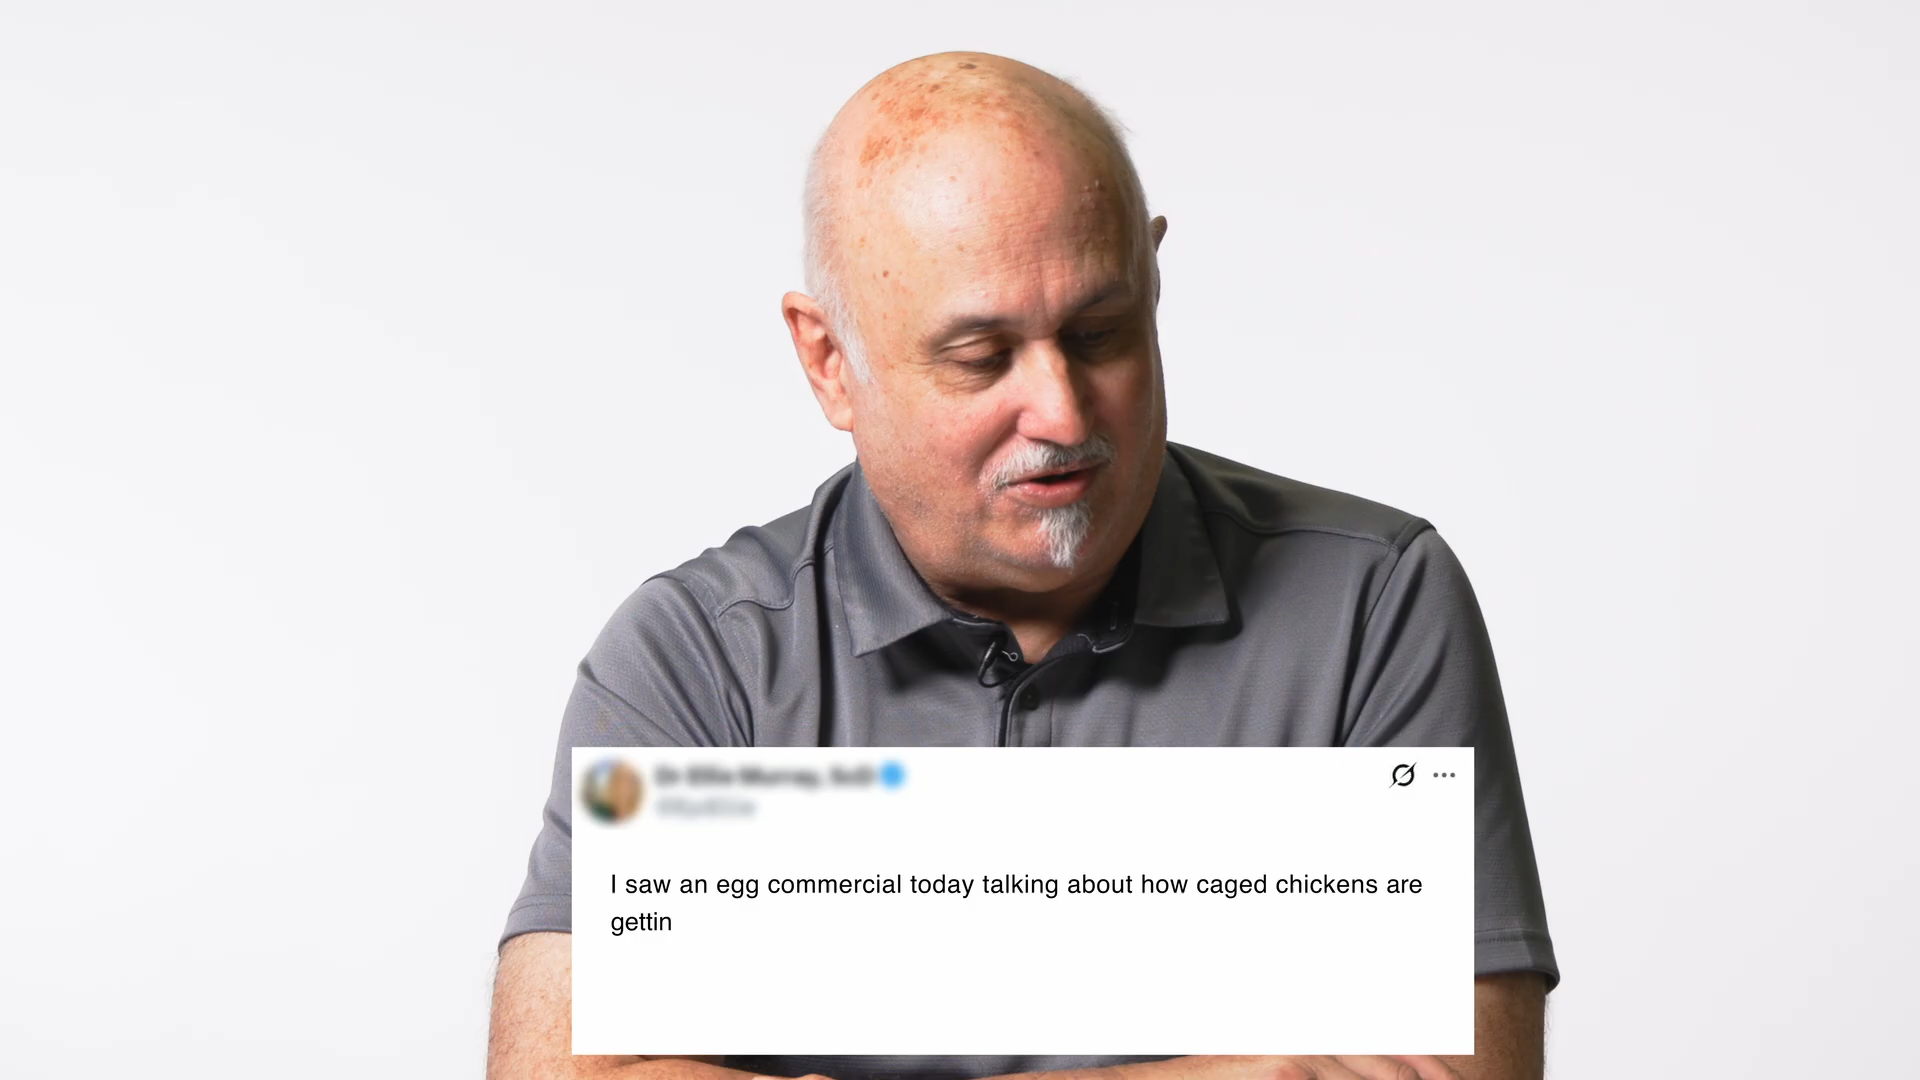 I saw an egg commercial today talking about how caged chickens are
gettin